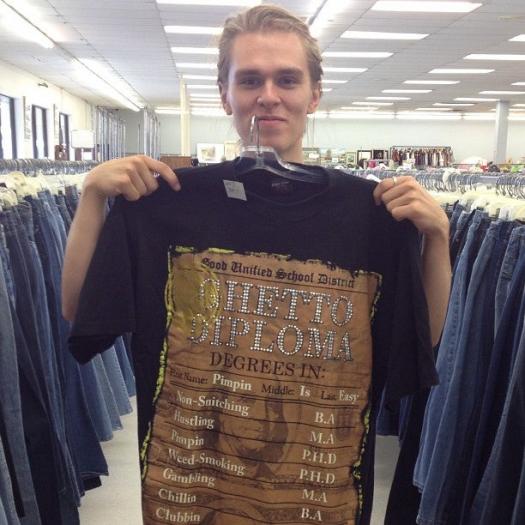 Good Unified School District
GHETTO
DIPLOMA
DEGREES IN:
First Name: Pimpin Middle: Is Last Easy
Non-Snitching B.A
Hustling M.A
Pimpin P.H.D
Weed-Smoking P.H.D
Gambling M.A
Chillin B.A
Clubbin